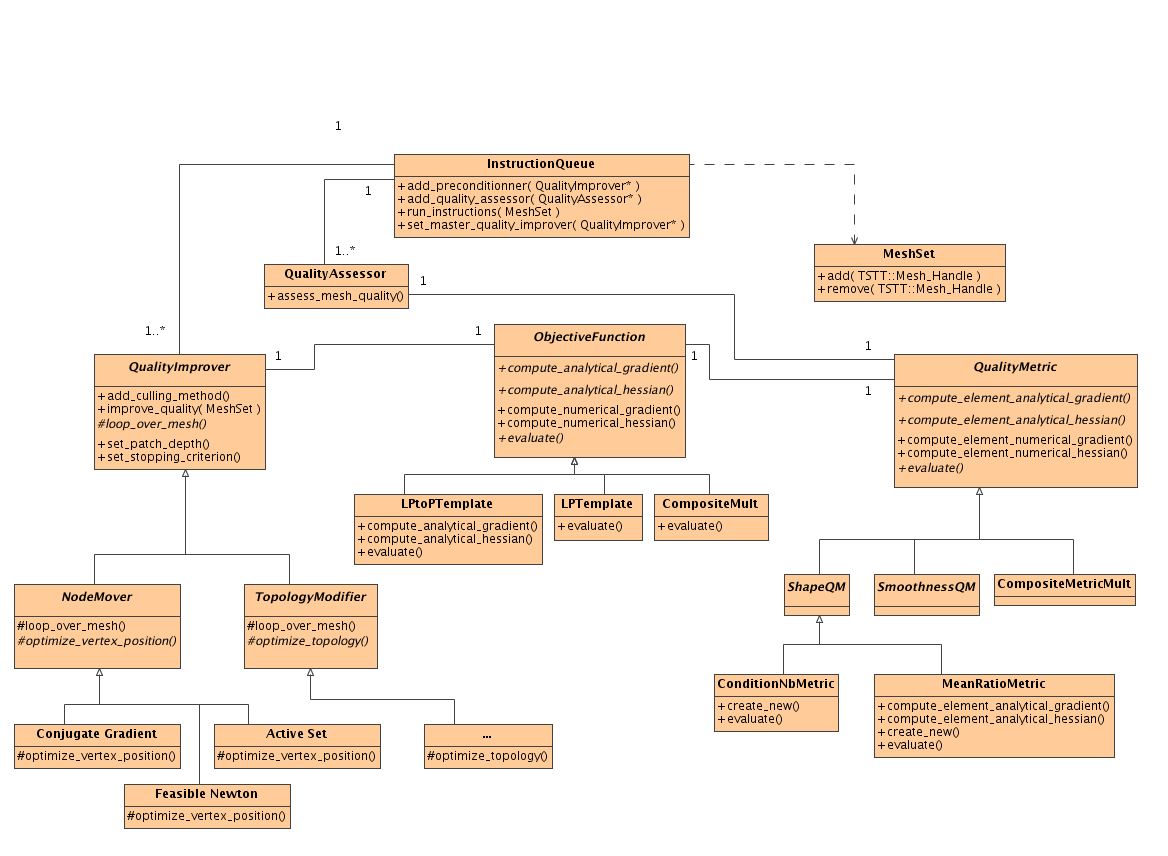 1
InstructionQueue
+add_preconditionner( QualityImprover* )
+add_quality_assessor( QualityAssessor* )
+run_instructions( MeshSet )
+set_master_quality_improver( QualityImprover* )
1
1..*
MeshSet
+add( TSTT::Mesh_Handle )
+remove( TSTT::Mesh_Handle )
QualityAssessor
+assess_mesh_quality()
1
1..*
1
1
ObjectiveFunction
+compute_analytical_gradient()
+compute_analytical_hessian()
+compute_numerical_gradient()
+compute_numerical_hessian()
+evaluate()
1
1
1
QualityImprover
+add_culling_method()
+improve_quality( MeshSet )
#loop_over_mesh()
+set_patch_depth()
+set_stopping_criterion()
QualityMetric
+compute_element_analytical_gradient()
+compute_element_analytical_hessian()
+compute_element_numerical_gradient()
+compute_element_numerical_hessian()
+evaluate()
LPtoPTemplate
+compute_analytical_gradient()
+compute_analytical_hessian()
+evaluate()
LPTemplate
+evaluate()
CompositeMult
+evaluate()
NodeMover
#loop_over_mesh()
#optimize_vertex_position()
TopologyModifier
#loop_over_mesh()
#optimize_topology()
ShapeQM
SmoothnessQM
CompositeMetricMult
ConditionNbMetric
+create_new()
+evaluate()
MeanRatioMetric
+compute_element_analytical_gradient()
+compute_element_analytical_hessian()
+create_new()
+evaluate()
Conjugate Gradient
#optimize_vertex_position()
Active Set
#optimize_vertex_position()
...
#optimize_topology()
Feasible Newton
#optimize_vertex_position()